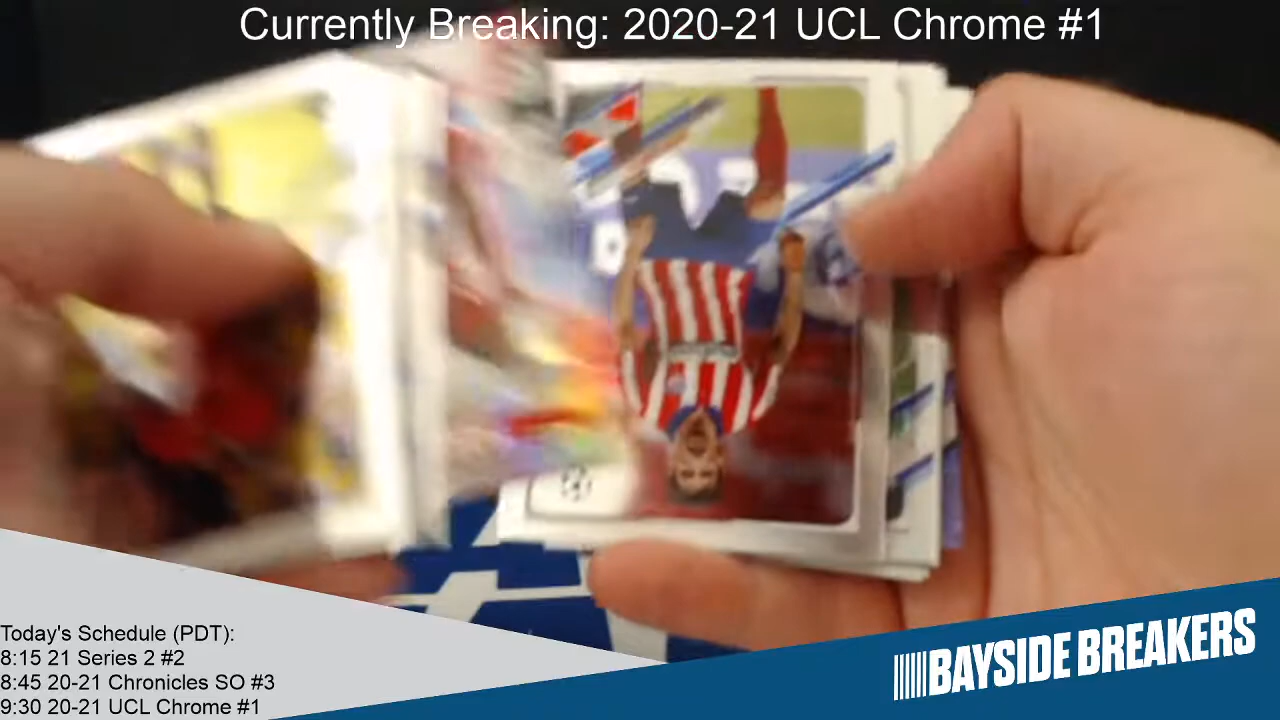 Currently Breaking: 2020-21 UCL Chrome #1
Today's Schedule (PDT):
8:15 21 Series 2 #2
8:45 20-21 Chronicles SO #3
9:30 20-21 UCL Chrome #1
BAYSIDE BREAKERS